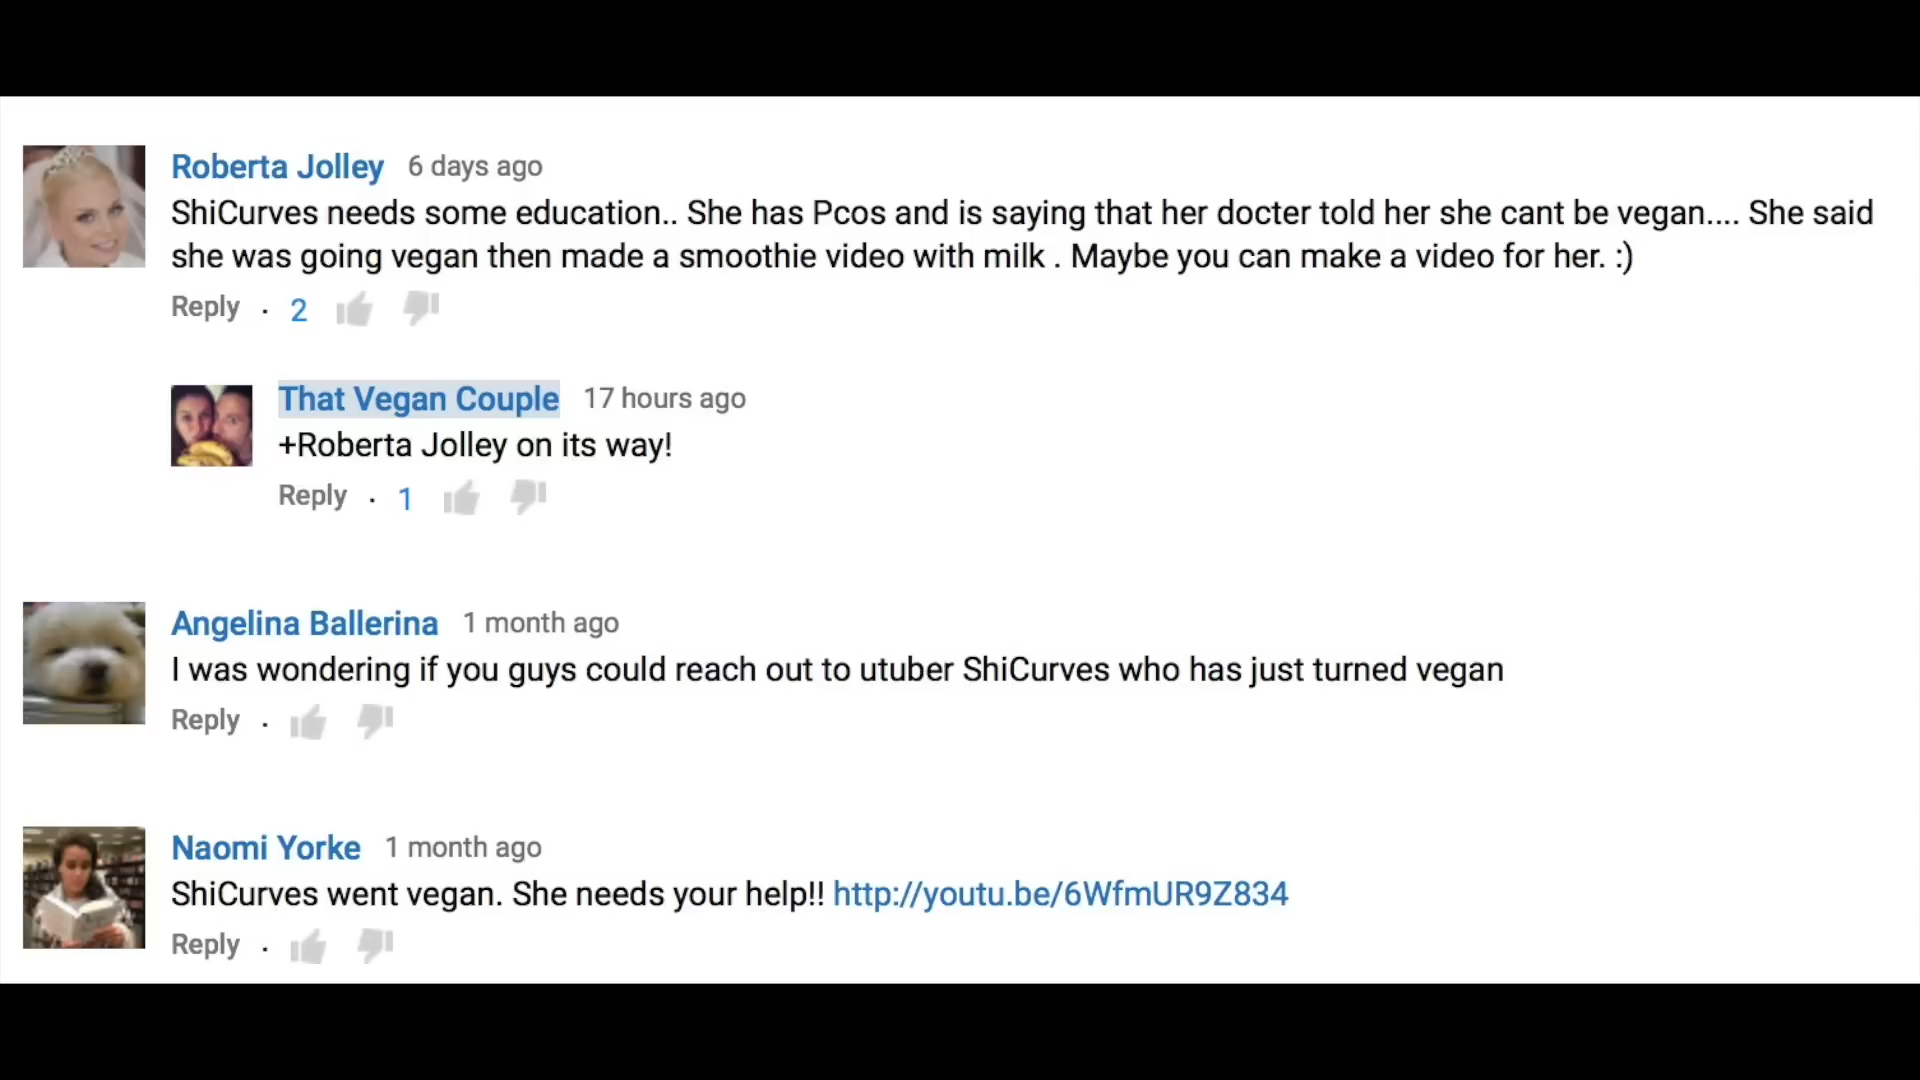 Roberta Jolley 6 days ago
ShiCurves needs some education.. She has Pcos and is saying that her docter told her she cant be vegan.... She said
she was going vegan then made a smoothie video with milk . Maybe you can make a video for her. :)
Reply . 2
That Vegan Couple 17 hours ago
+Roberta Jolley on its way!
Reply . 1
Angelina Ballerina 1 month ago
I was wondering if you guys could reach out to utuber ShiCurves who has just turned vegan
Reply .
Naomi Yorke 1 month ago
ShiCurves went vegan. She needs your help!! http://youtu.be/6WfmUR9Z834
Reply .